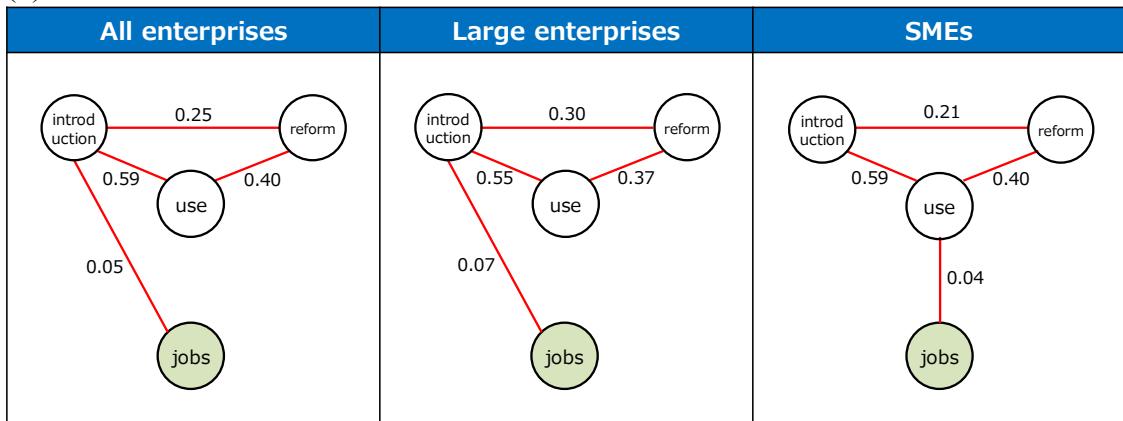 All enterprises
Large enterprises
SMEs
introd
uction
0.25
reform
0.59
0.40
use
0.05
jobs
introd
uction
0.30
reform
0.55
0.37
use
0.07
jobs
introd
uction
0.21
reform
0.59
0.40
use
0.04
jobs